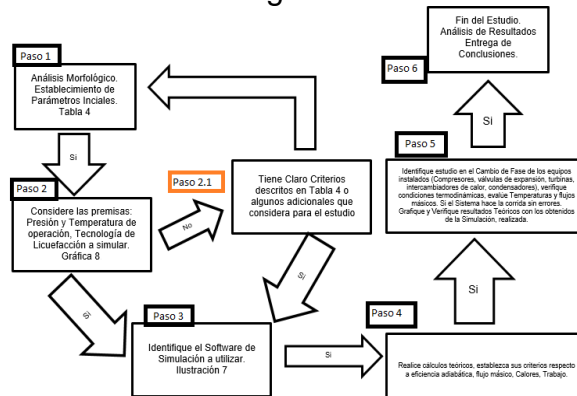 Paso 1
Análisis Morfológico.
Establecimiento de
Parámetros Inciales.
Tabla 4
Si
Paso 2
Considere las premisas:
Presión y Temperatura de
operación, Tecnología de
Licuefacción a simular.
Gráfica 8
No
Paso 2.1
Tiene Claro Criterios
descritos en Tabla 4 o
algunos adicionales que
considera para el estudio
Si
Si
Paso 3
Identifique el Software de
Simulación a utilizar.
Ilustración 7
Si
Paso 4
Realice cálculos teóricos, establezca sus criterios respecto
a eficiencia adiabática, flujo másico, Calores, Trabajo.
Si
Paso 5
Identifique estudio en el Cambio de Fase de los equipos
instalados (Compresores, válvulas de expansión, turbinas,
intercambiadores de calor, condensadores), verifique
condiciones termodinámicas, evalúe Temperaturas y flujos
másicos. Si el Sistema hace la corrida sin errores.
Grafique y Verifique resultados Teóricos con los obtenidos
de la Simulación, realizada.
Si
Paso 6
Fin del Estudio.
Análisis de Resultados
Entrega de
Conclusiones.